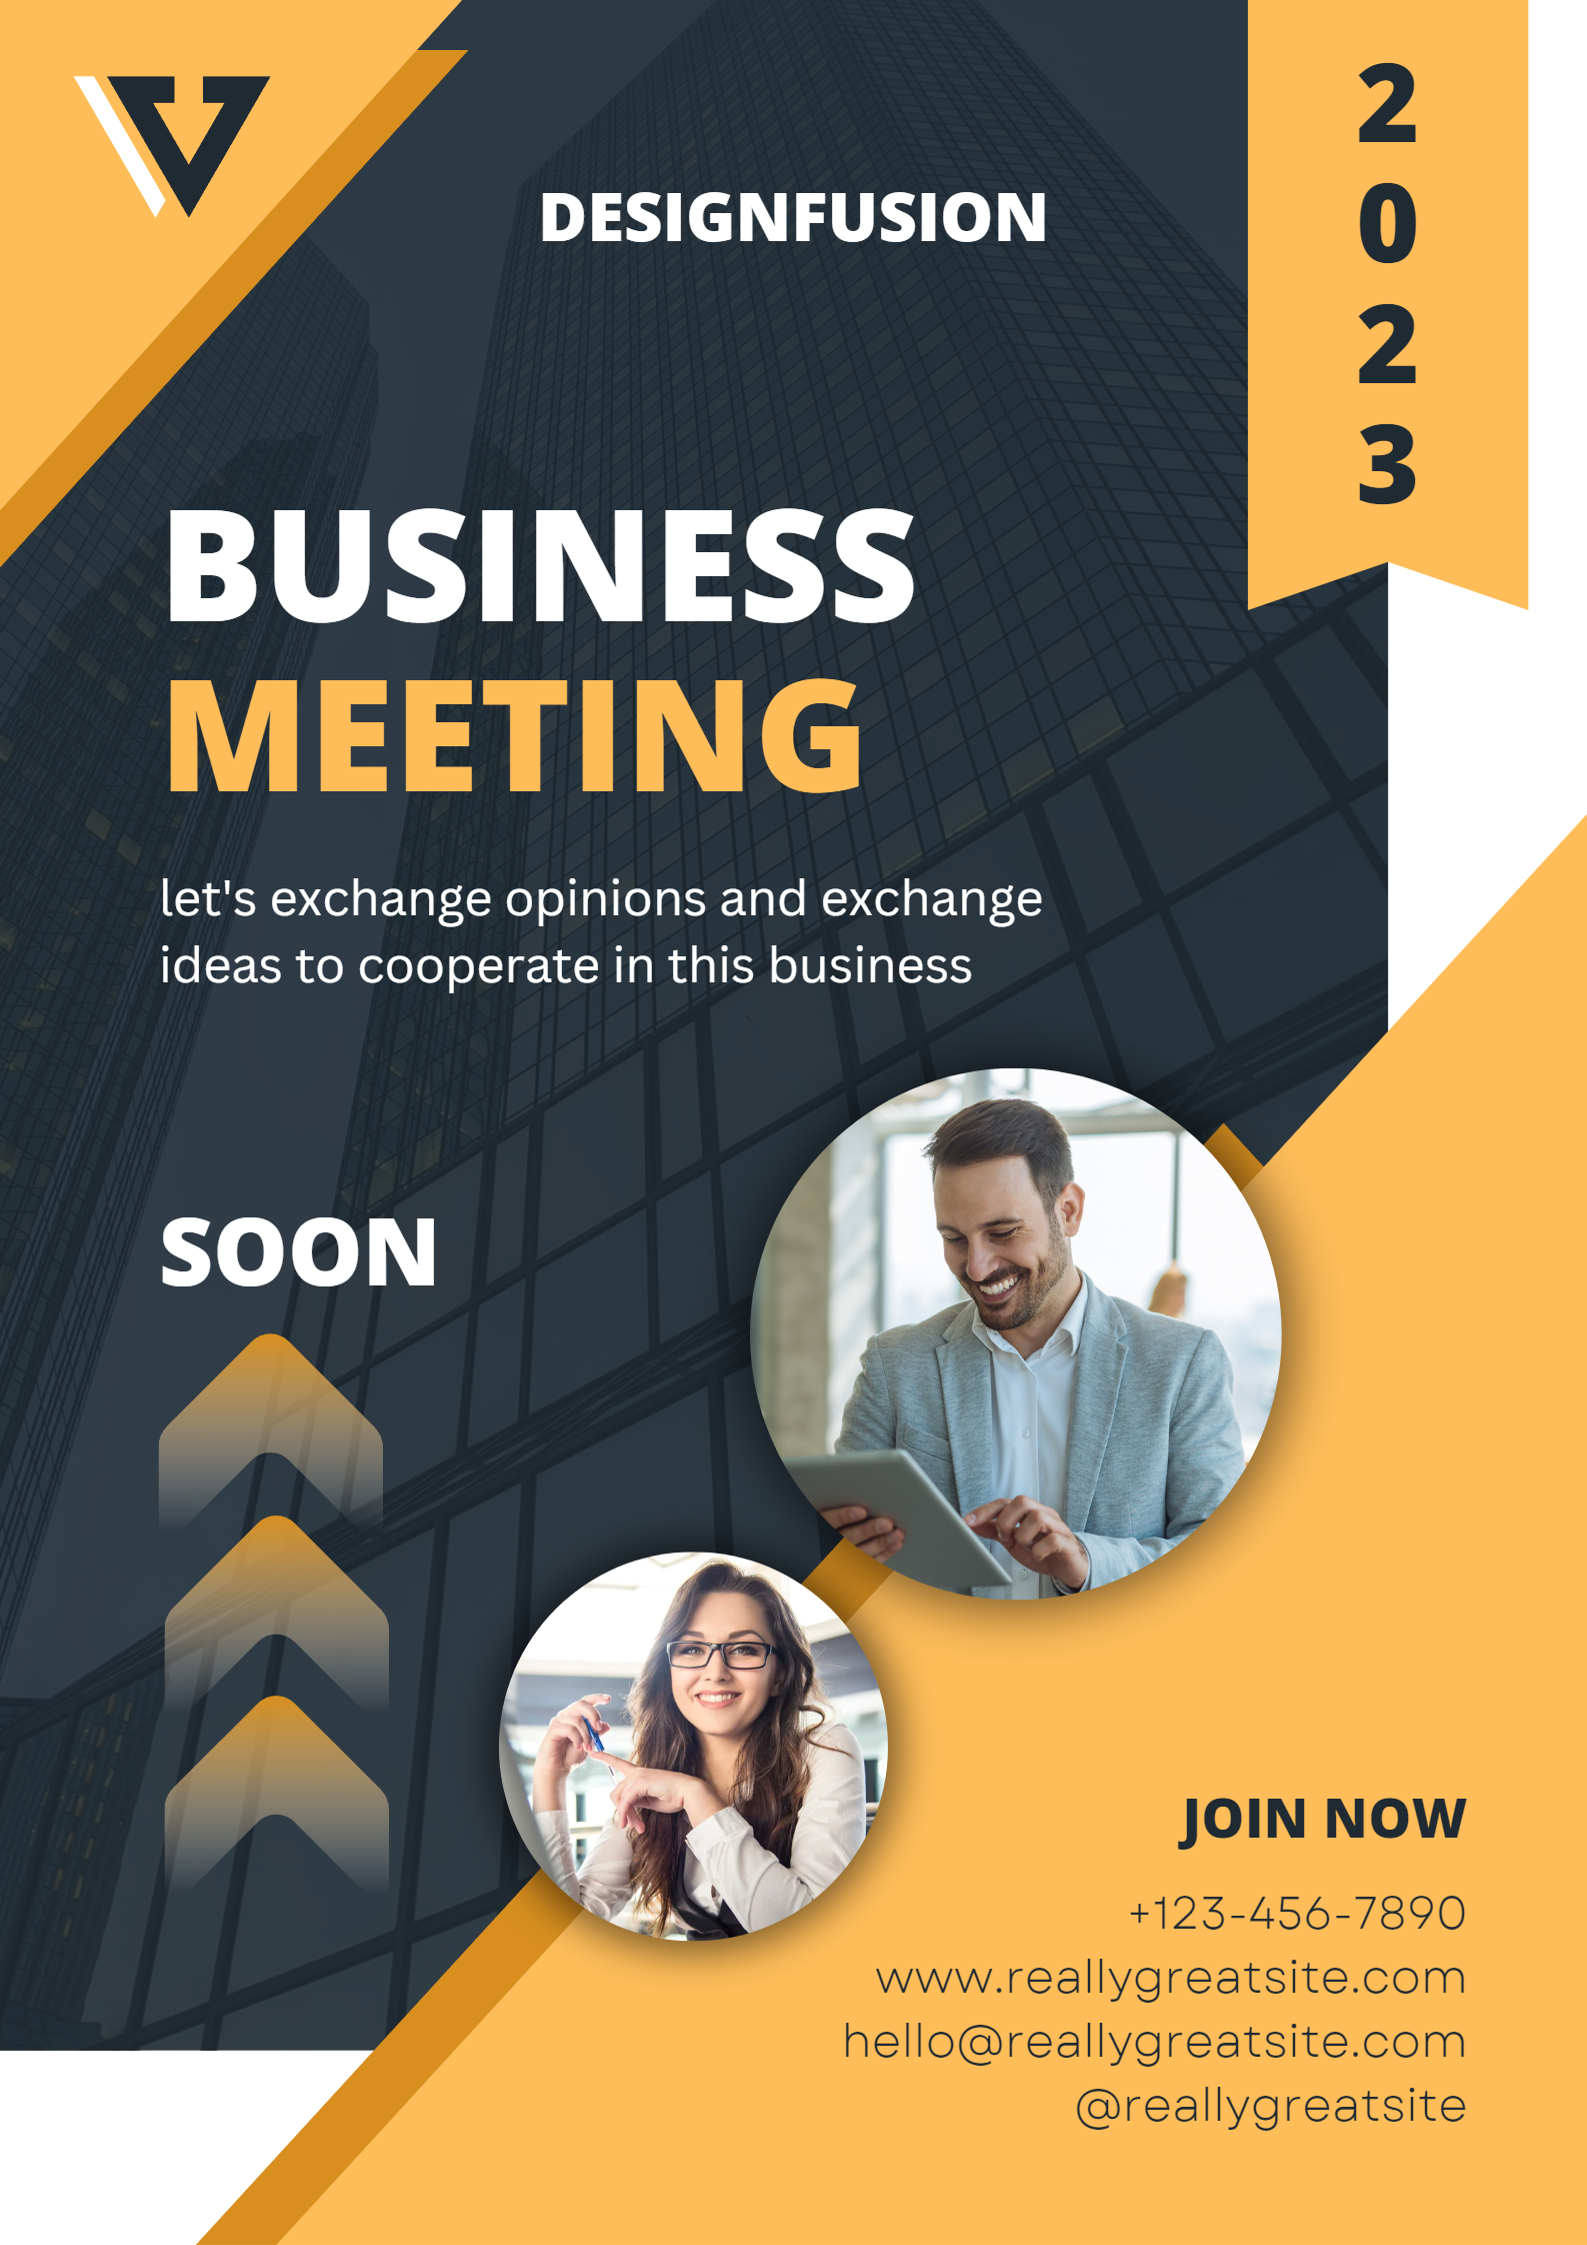 DESIGNFUSION
2
0
2
3
BUSINESS
MEETING
let's exchange opinions and exchange
ideas to cooperate in this business
SOON
JOIN NOW
+123-456-7890
www.reallygreatsite.com
hello@reallygreatsite.com
@reallygreatsite